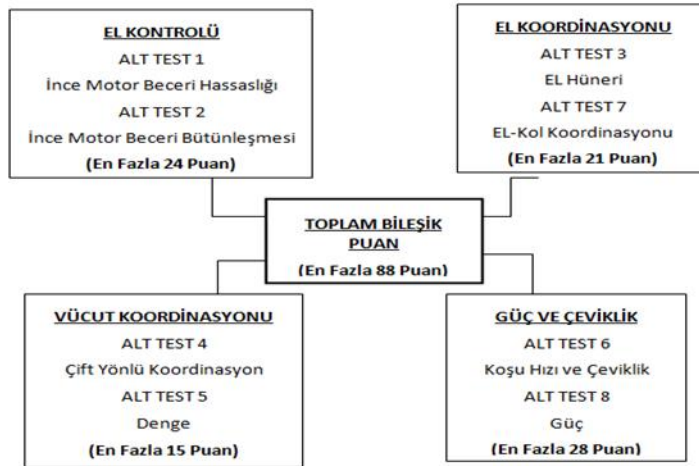 EL KONTROLÜ
ALT TEST 1
İnce Motor Beceri Hassaslığı
ALT TEST 2
İnce Motor Beceri Bütünleşmesi
(En Fazla 24 Puan)
EL KOORDİNASYONU
ALT TEST 3
EL Hüneri
ALT TEST 7
EL-Kol Koordinasyonu
(En Fazla 21 Puan)
TOPLAM BİLEŞİK
PUAN
(En Fazla 88 Puan)
VÜCUT KOORDİNASYONU
ALT TEST 4
Çift Yönlü Koordinasyon
ALT TEST 5
Denge
(En Fazla 15 Puan)
GÜÇ VE ÇEVİKLİK
ALT TEST 6
Koşu Hızı ve Çeviklik
ALT TEST 8
Güç
(En Fazla 28 Puan)